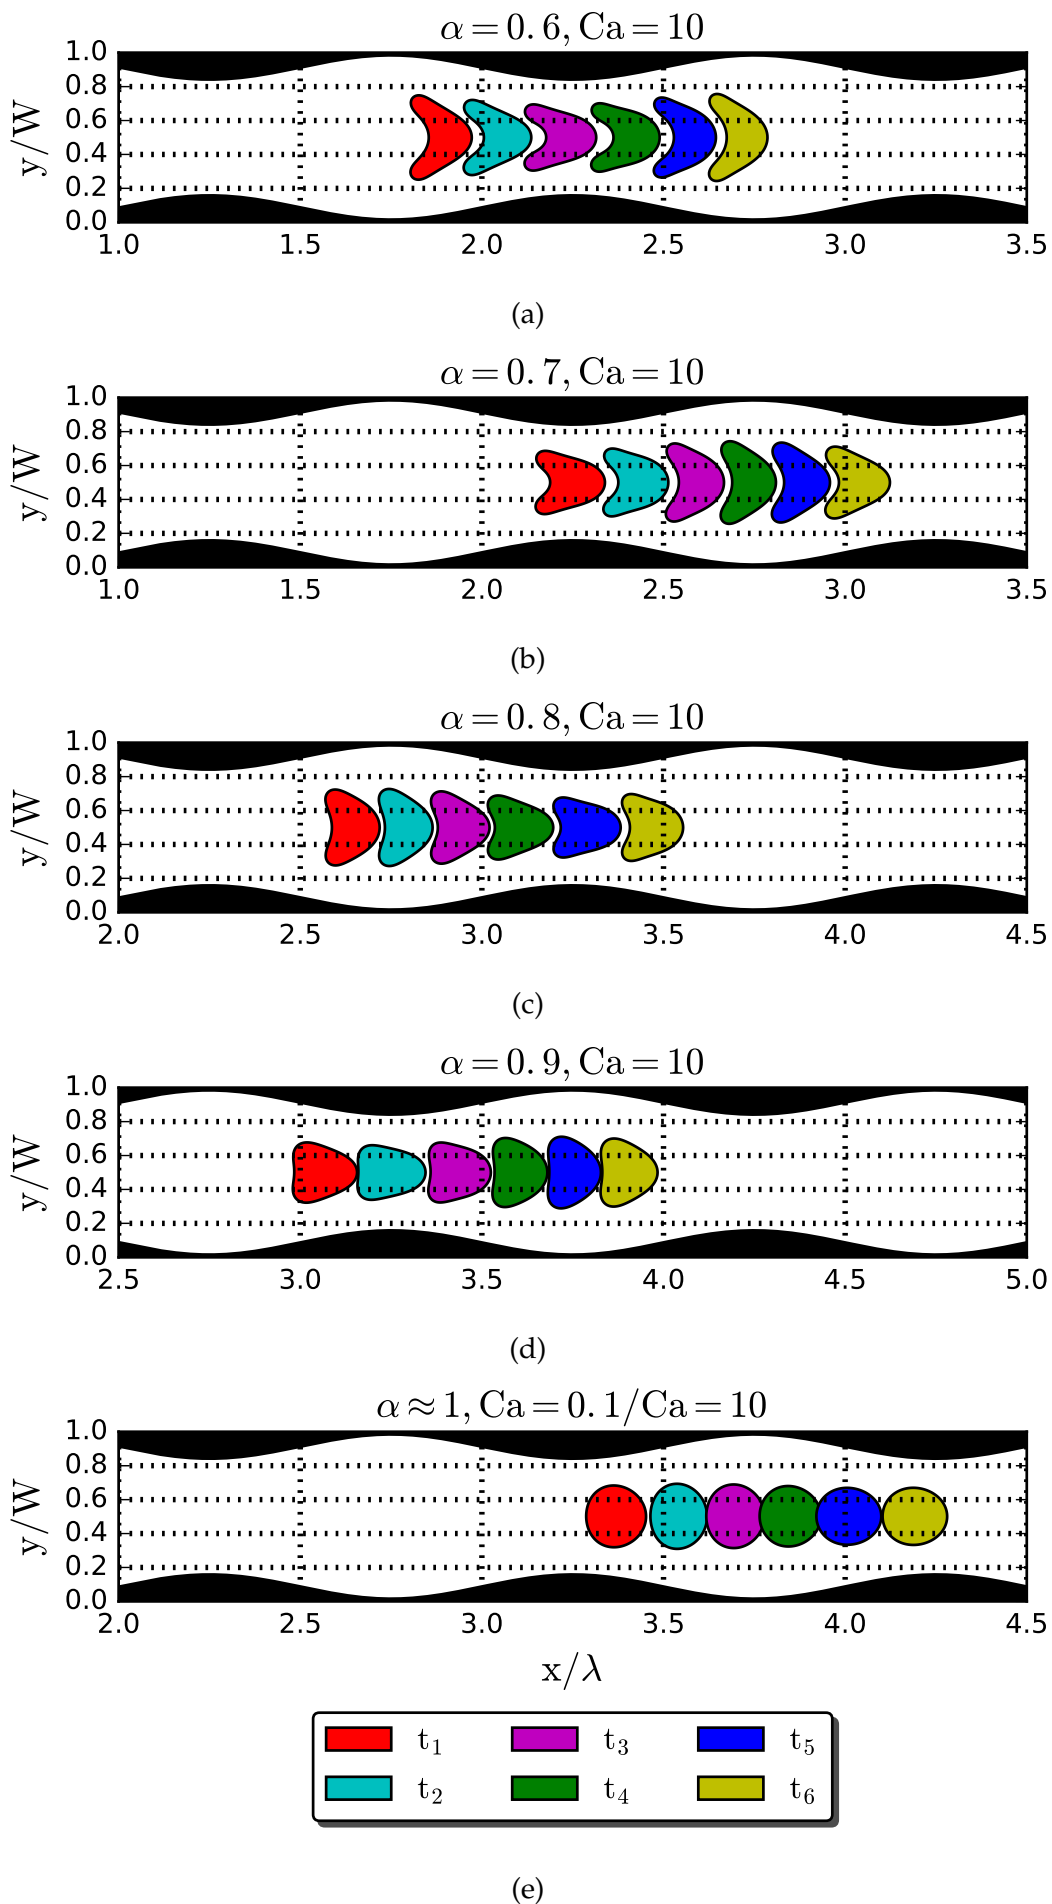 α = 0.6, Ca = 10
1.0
0.8
0.6
0.4
0.2
0.0
y/W
1.0 1.5 2.0 2.5 3.0 3.5
(a)
α = 0.7, Ca = 10
1.0
0.8
0.6
0.4
0.2
0.0
y/W
1.0 1.5 2.0 2.5 3.0 3.5
(b)
α = 0.8, Ca = 10
1.0
0.8
0.6
0.4
0.2
0.0
y/W
2.0 2.5 3.0 3.5 4.0 4.5
(c)
α = 0.9, Ca = 10
1.0
0.8
0.6
0.4
0.2
0.0
y/W
2.5 3.0 3.5 4.0 4.5 5.0
(d)
α ≈ 1, Ca = 0.1/Ca = 10
1.0
0.8
0.6
0.4
0.2
0.0
y/W
2.0 2.5 3.0 3.5 4.0 4.5
x/λ
t₁ t₃ t₅
t₂ t₄ t₆
(e)